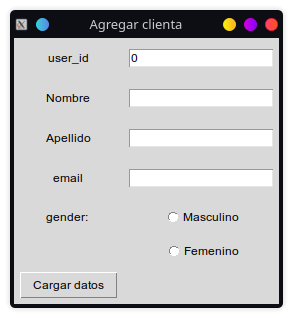 Agregar clienta
user_id 0
Nombre
Apellido
email
gender: Masculino
Femenino
Cargar datos